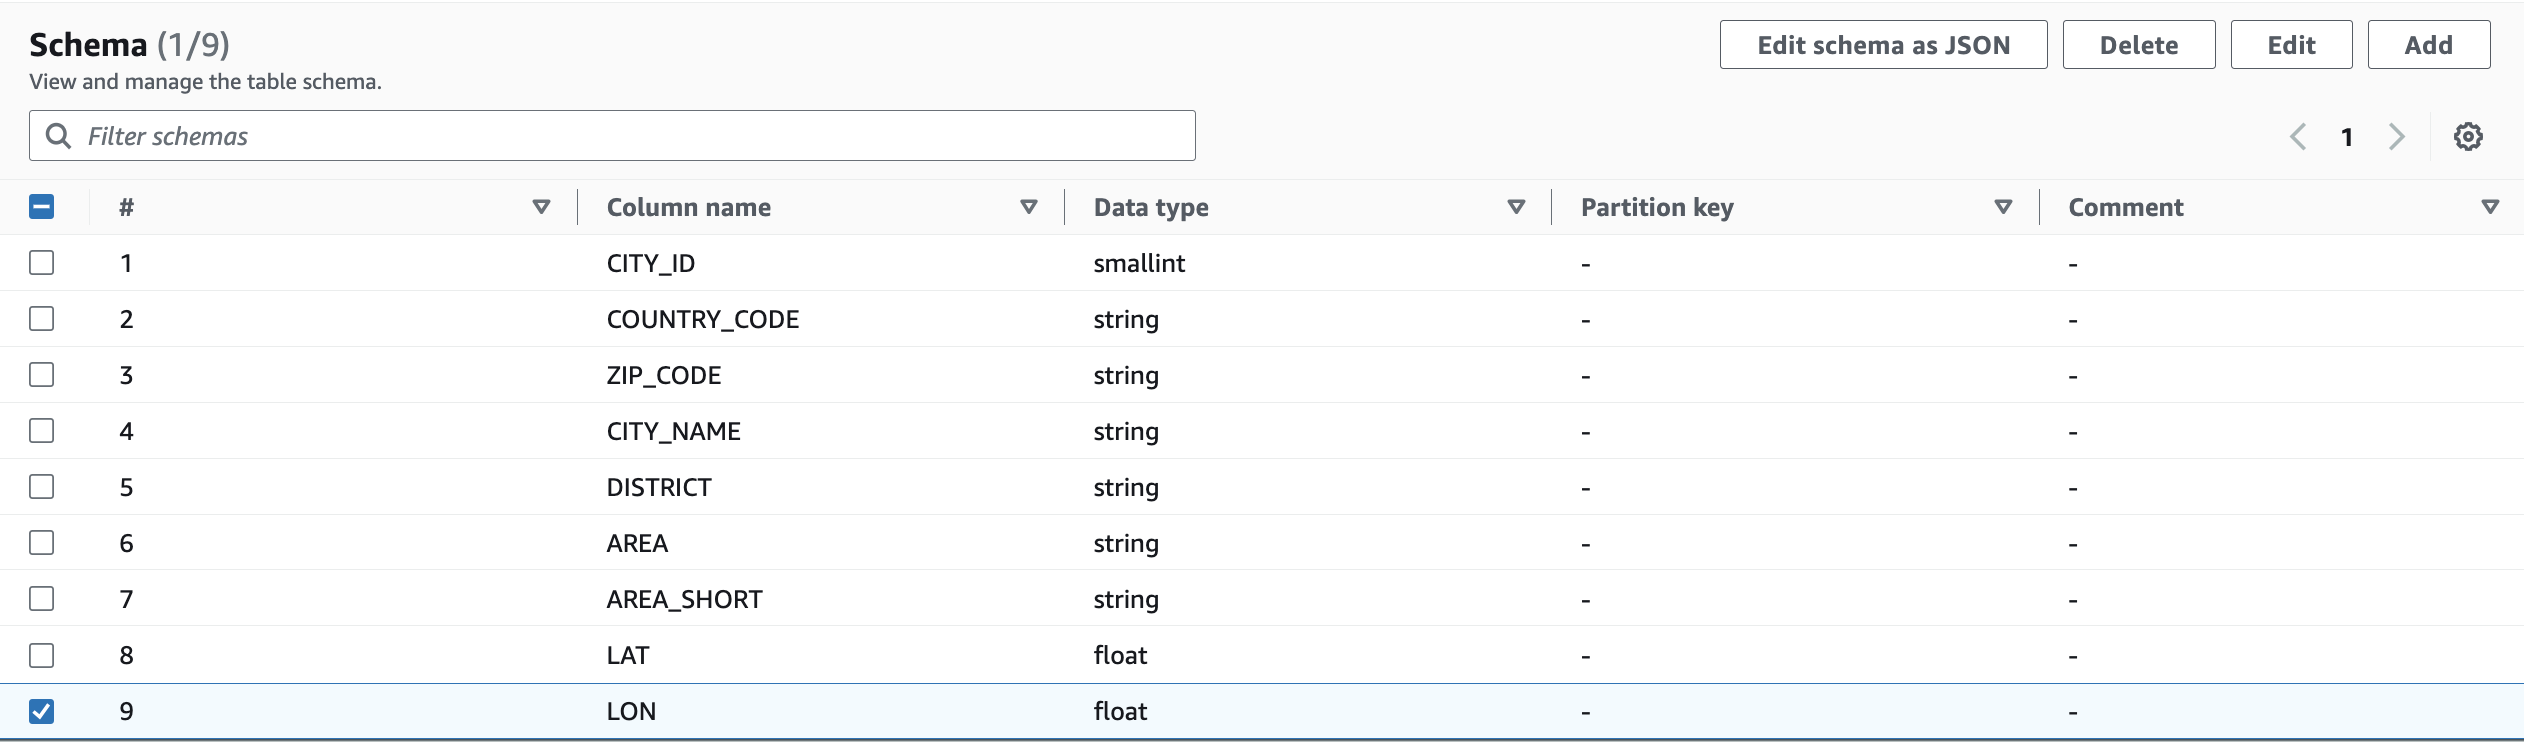 Schema (1/9)
Edit schema as JSON Delete Edit Add
View and manage the table schema.
Filter schemas
1
# Column name Data type Partition key Comment
1 CITY_ID smallint - -
2 COUNTRY_CODE string - -
3 ZIP_CODE string - -
4 CITY_NAME string - -
5 DISTRICT string - -
6 AREA string - -
7 AREA_SHORT string - -
8 LAT float - -
9 LON float - -